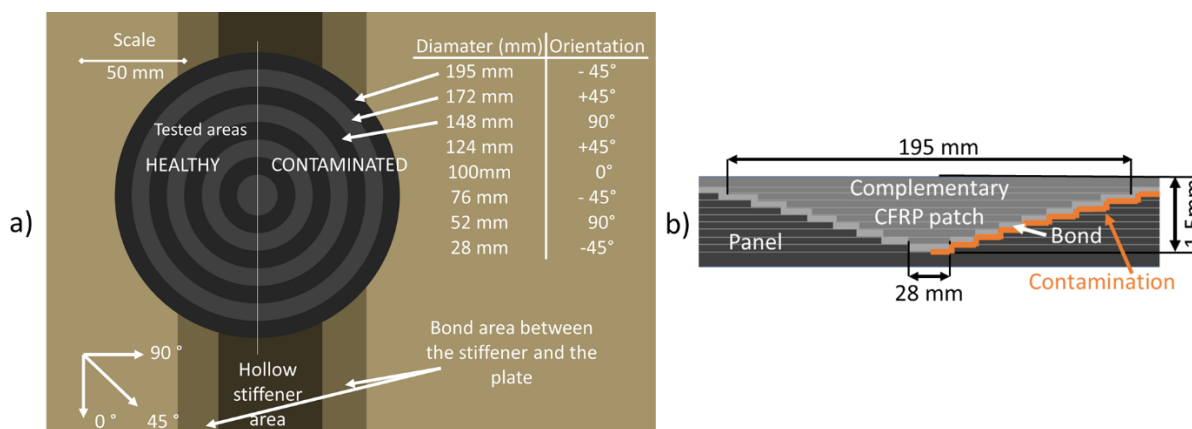 a)
Scale
50 mm
Tested areas
HEALTHY
CONTAMINATED
Diamater (mm) Orientation
195 mm - 45°
172 mm +45°
148 mm 90°
124 mm +45°
100mm 0°
76 mm - 45°
52 mm 90°
28 mm -45°
Bond area between
the stiffener and the
plate
Hollow
stiffener
area
90 °
0 °
45 °
b)
195 mm
Complementary
CFRP patch
Panel
Bond
1.5mm
28 mm
Contamination